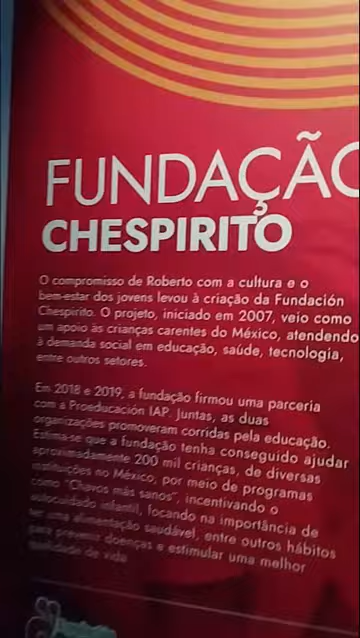 FUNDAÇÃO
CHESPIRITO
O compromisso de Roberto com a cultura e o
bem-estar dos jovens levou à criação da Fundación
Chespirito. O projeto, iniciado em 2007, veio como
um apoio às crianças carentes do México, atendendo
à demanda social em educação, saúde, tecnologia,
entre outros setores.
Em 2018 e 2019, a fundação firmou uma parceria
com a Proeducación IAP. Juntas, as duas
organizações promoveram corridas pela educação.
Estima-se que a fundação tenha conseguido ajudar
aproximadamente 200 mil crianças, de diversas
instituições no México, por meio de programas
como "Chavos más sanos", incentivando o
autocuidado infantil, focando na importância de
ter uma alimentação saudável, entre outros hábitos
para prevenir doenças e estimular uma melhor
qualidade de vida